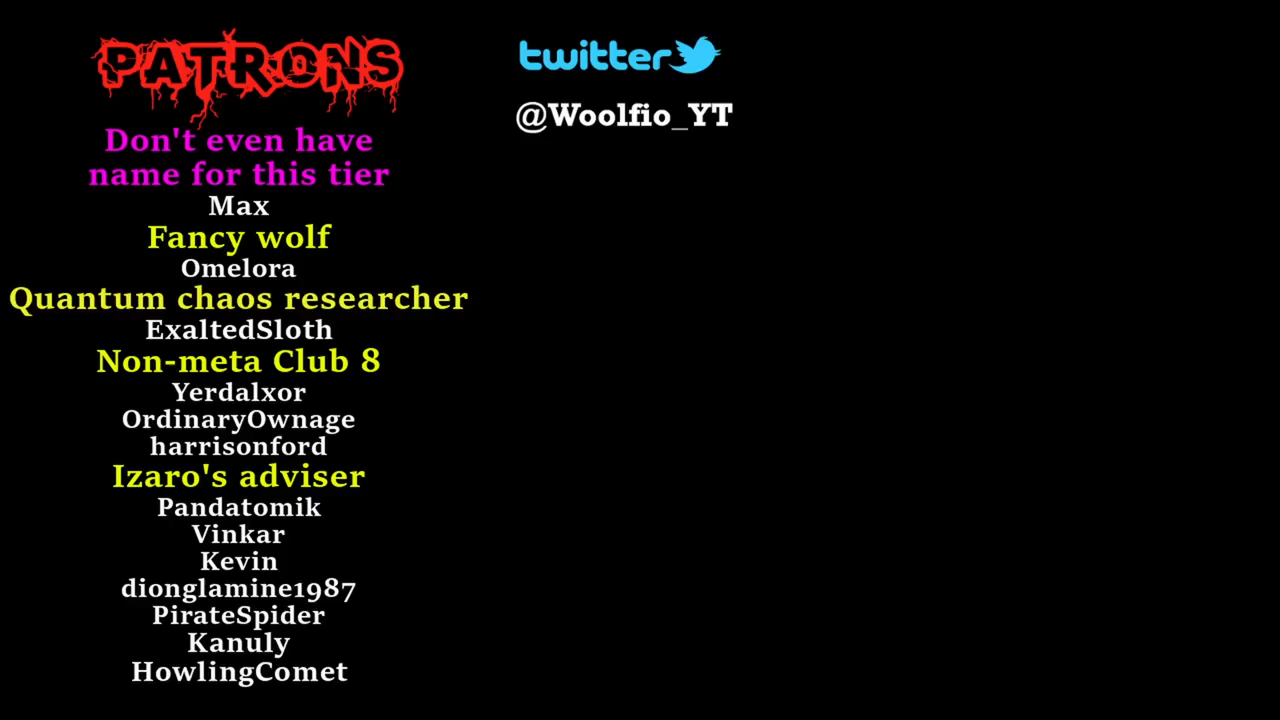 PATRONS
Don't even have
name for this tier
Max
Fancy wolf
Omelora
Quantum chaos researcher
ExaltedSloth
Non-meta Club 8
Yerdalxor
OrdinaryOwnage
harrisonford
Izaro's adviser
Pandatomik
Vinkar
Kevin
dionglamine1987
PirateSpider
Kanuly
HowlingComet
twitter
@Woolfio_YT